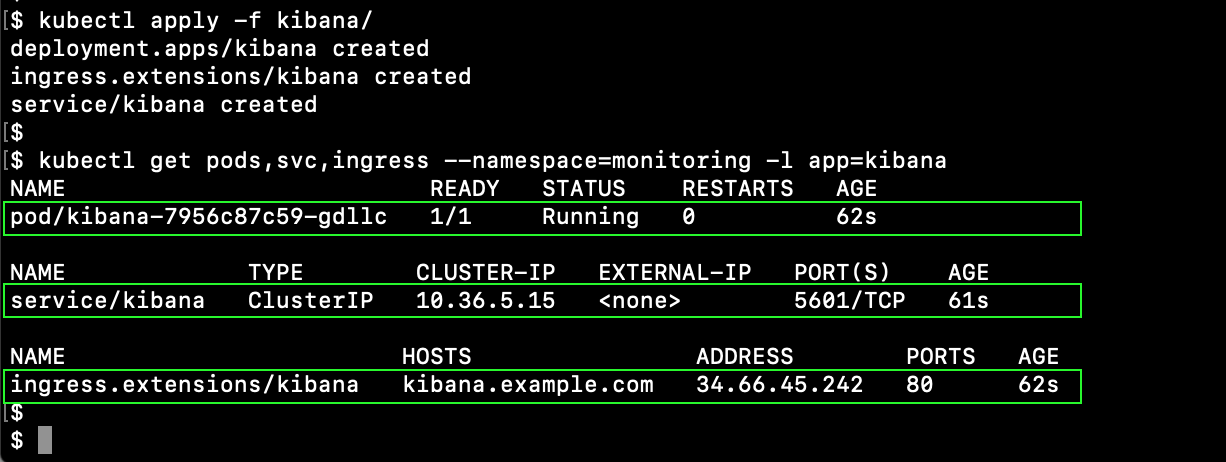 $ kubectl apply -f kibana/
deployment.apps/kibana created
ingress.extensions/kibana created
service/kibana created
$
$ kubectl get pods,svc,ingress --namespace=monitoring -l app=kibana
NAME                          READY   STATUS    RESTARTS   AGE
pod/kibana-7956c87c59-gdllc   1/1     Running   0          62s
NAME             TYPE        CLUSTER-IP   EXTERNAL-IP   PORT(S)    AGE
service/kibana   ClusterIP   10.36.5.15   <none>        5601/TCP   61s
NAME                        HOSTS                ADDRESS        PORTS   AGE
ingress.extensions/kibana   kibana.example.com   34.66.45.242   80      62s
$
$